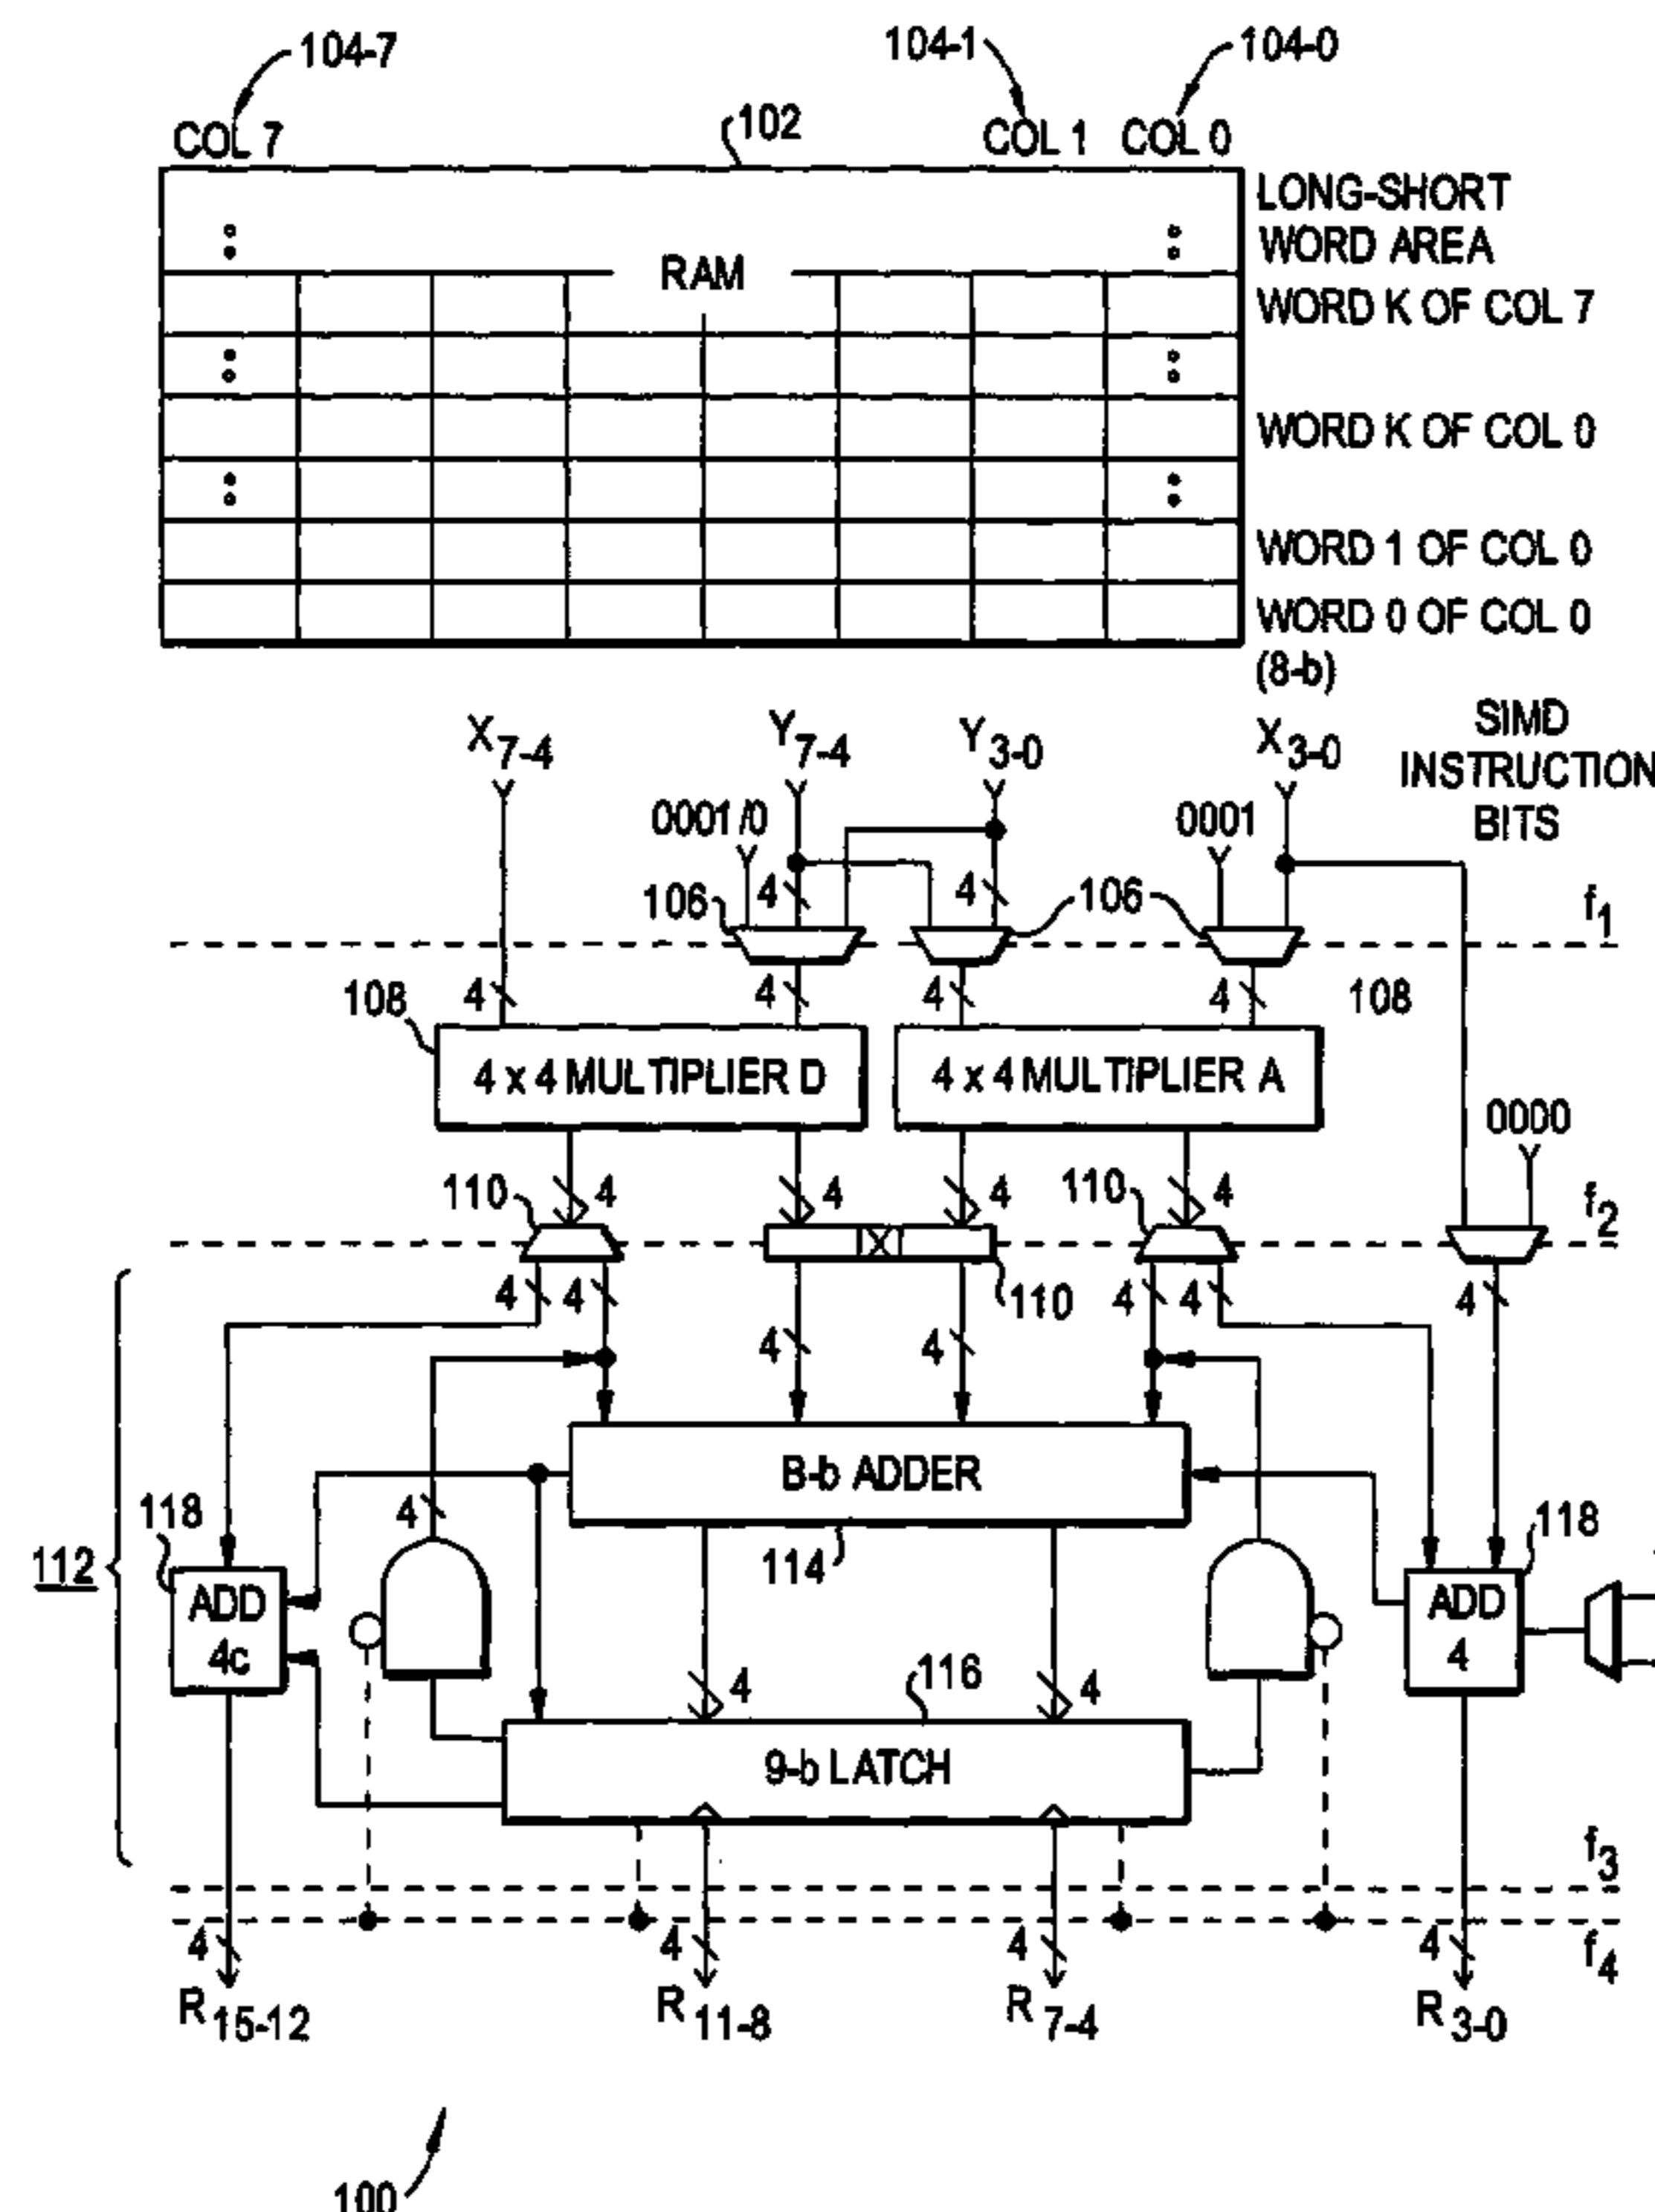 104-7 104-1 104-0
102
COL 7 COL 1 COL 0
LONG-SHORT
WORD AREA
RAM
WORD K OF COL 7
WORD K OF COL 0
WORD 1 OF COL 0
WORD 0 OF COL 0
(8-b)
X7-4 Y7-4 Y3-0 X3-0
SIMD
INSTRUCTION
BITS
0001/0 0001
4 4
106 106 f1
4 4 4 4
108 108
4 x 4 MULTIPLIER D 4 x 4 MULTIPLIER A
0000
110 4 4 4 110 4 f2
X
4 4 110 4 4 4
4 4
B-b ADDER
4
118 114 118
112
ADD
4c
ADD
4
116
4 4
9-b LATCH
f3
4 4 4 4 f4
R15-12 R11-8 R7-4 R3-0
100